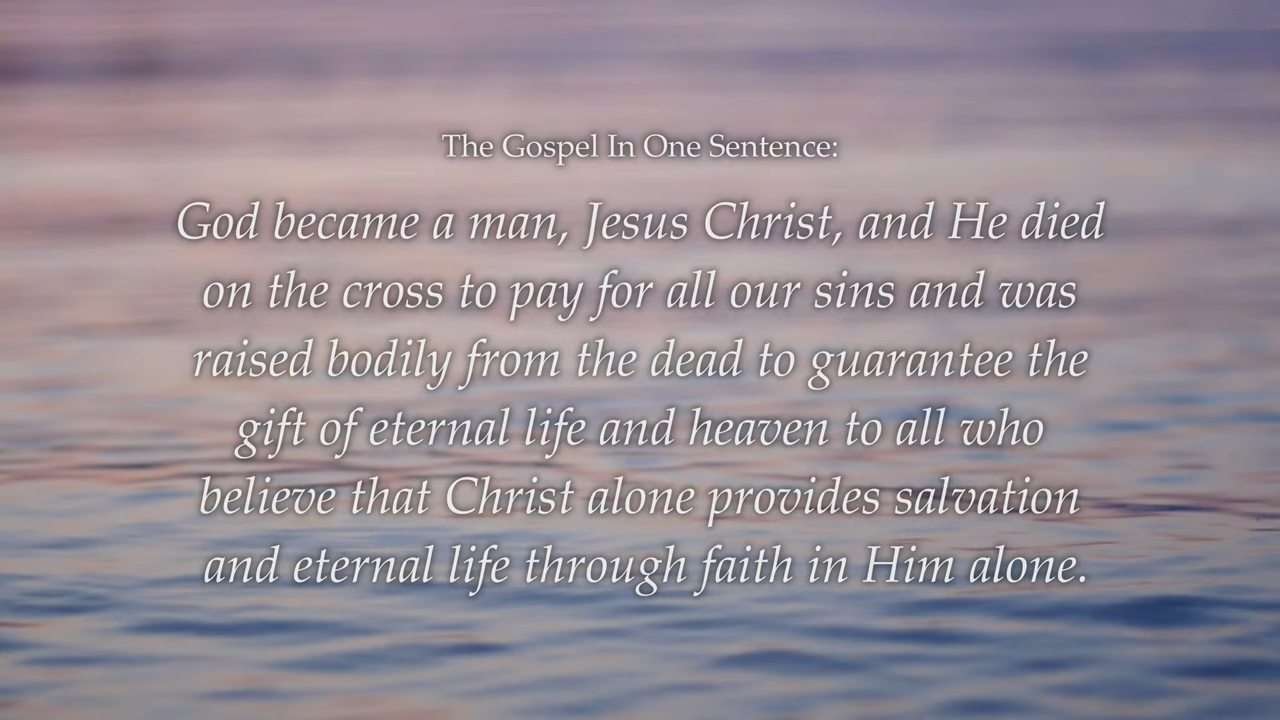 The Gospel In One Sentence:
God became a man, Jesus Christ, and He died
on the cross to pay for all our sins and was
raised bodily from the dead to guarantee the
gift of eternal life and heaven to all who
believe that Christ alone provides salvation
and eternal life through faith in Him alone.